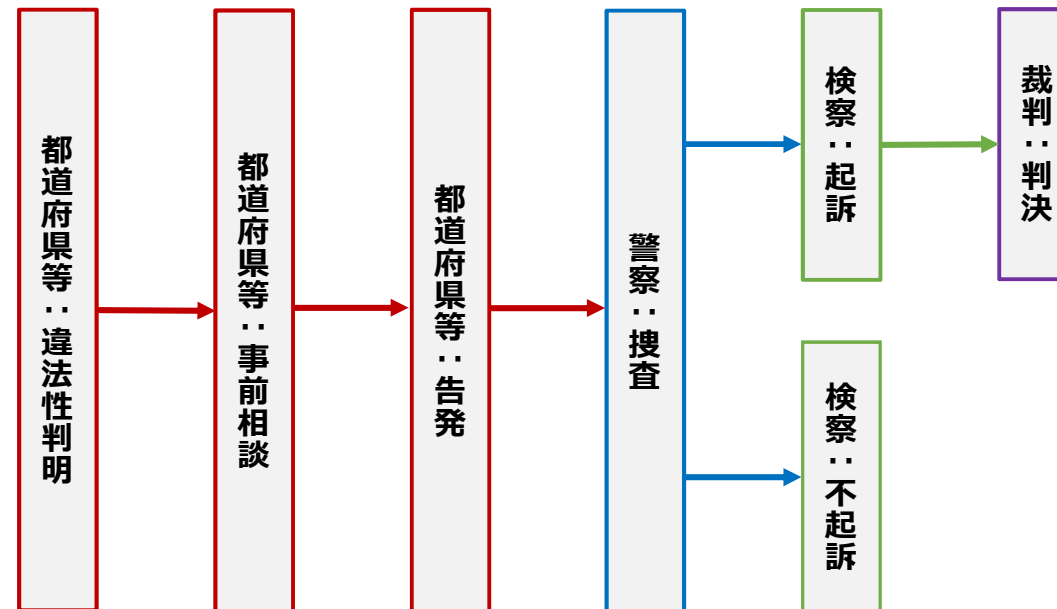 都道府県等：違法性判明
都道府県等：事前相談
都道府県等：告発
警察：捜査
検察：起訴
検察：不起訴
裁判：判決